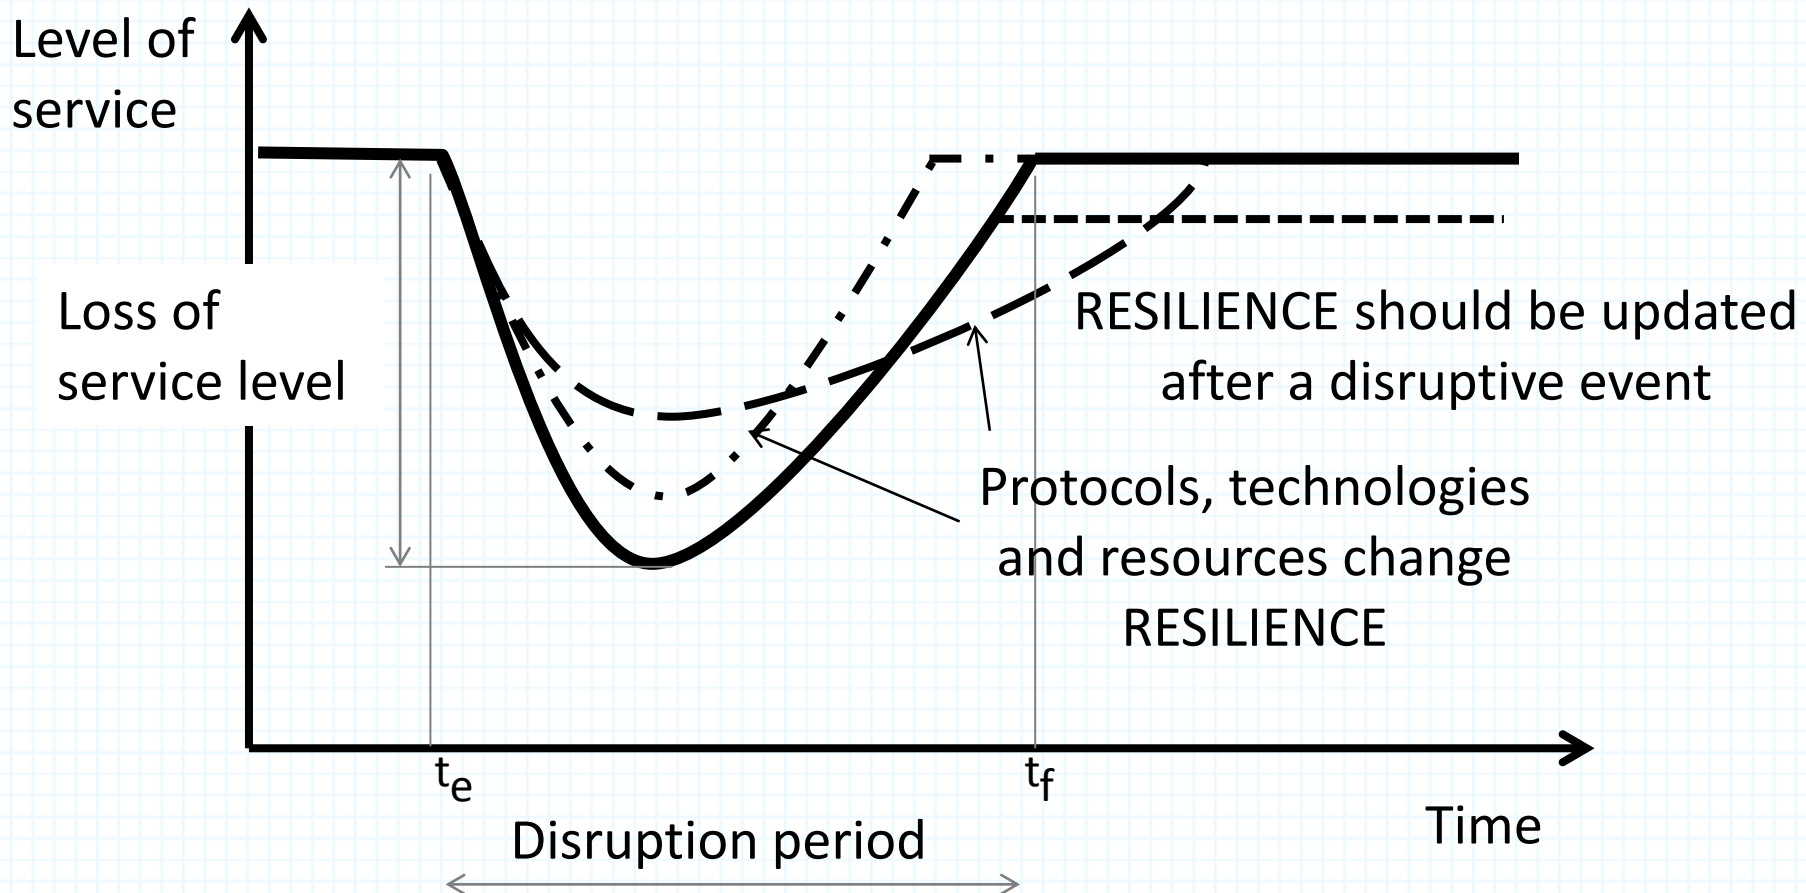 Level of
service
Loss of
service level
RESILIENCE should be updated
after a disruptive event
Protocols, technologies
and resources change
RESILIENCE
te
tf
Time
Disruption period